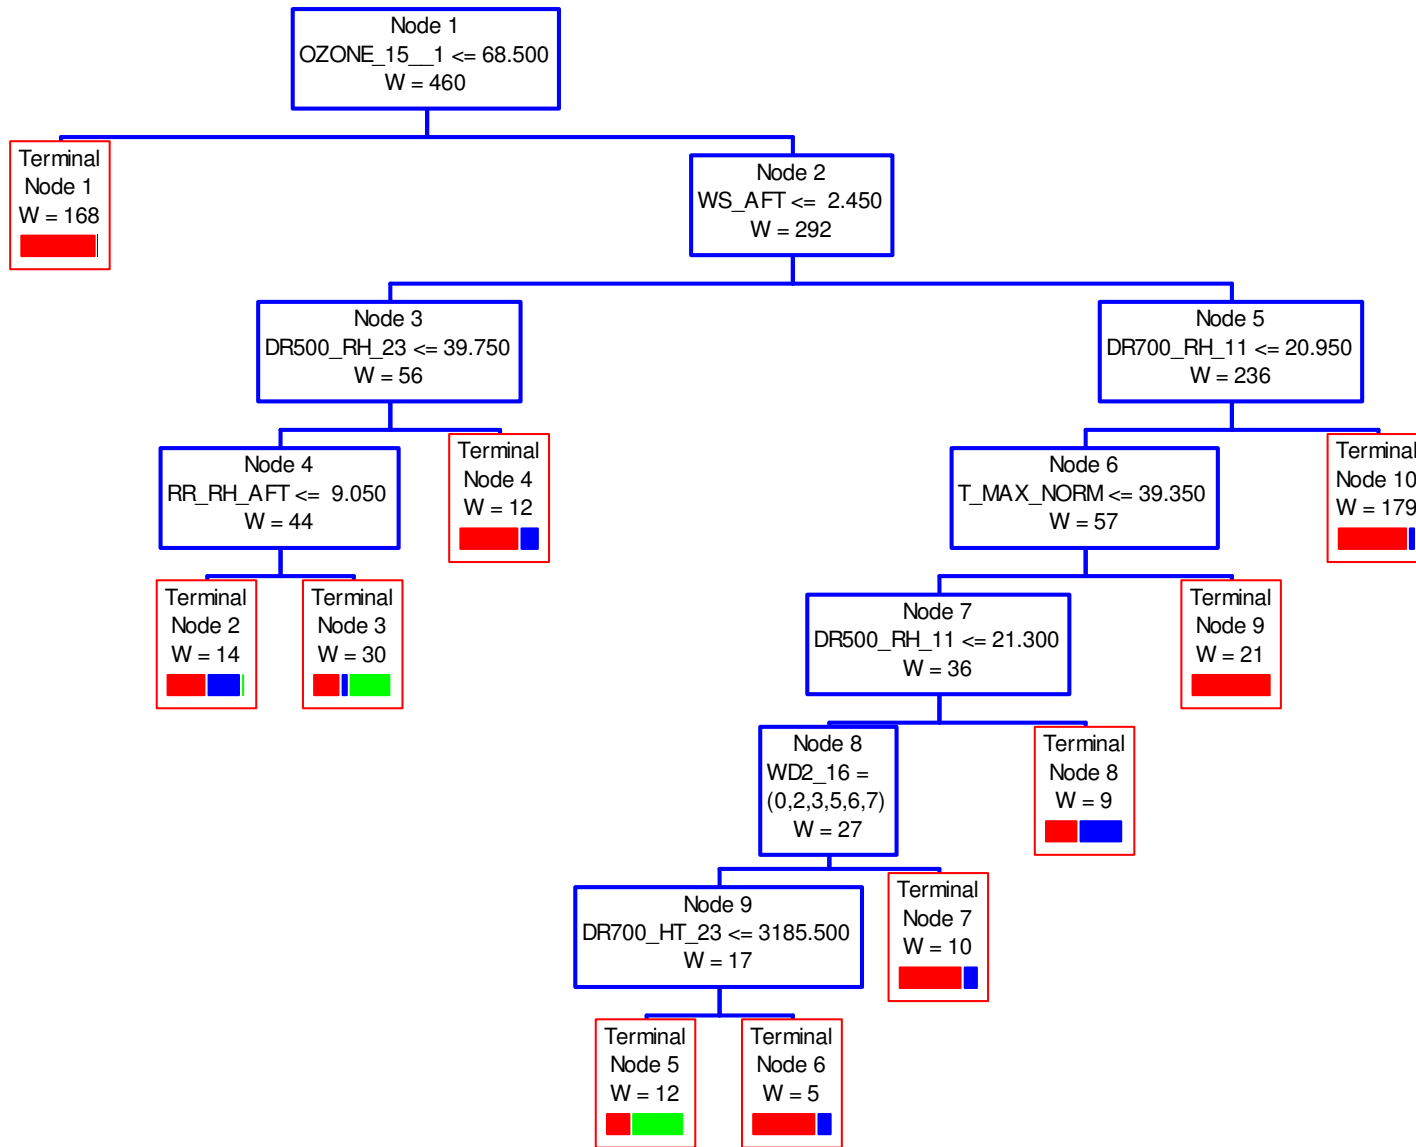 Node 1
OZONE_15__1 <= 68.500
W = 460
Terminal
Node 1
W = 168
Node 2
WS_AFT <= 2.450
W = 292
Node 3
DR500_RH_23 <= 39.750
W = 56
Node 5
DR700_RH_11 <= 20.950
W = 236
Node 4
RR_RH_AFT <= 9.050
W = 44
Terminal
Node 4
W = 12
Node 6
T_MAX_NORM <= 39.350
W = 57
Terminal
Node 10
W = 179
Terminal
Node 2
W = 14
Terminal
Node 3
W = 30
Node 7
DR500_RH_11 <= 21.300
W = 36
Terminal
Node 9
W = 21
Node 8
WD2_16 =
(0,2,3,5,6,7)
W = 27
Terminal
Node 8
W = 9
Node 9
DR700_HT_23 <= 3185.500
W = 17
Terminal
Node 7
W = 10
Terminal
Node 5
W = 12
Terminal
Node 6
W = 5